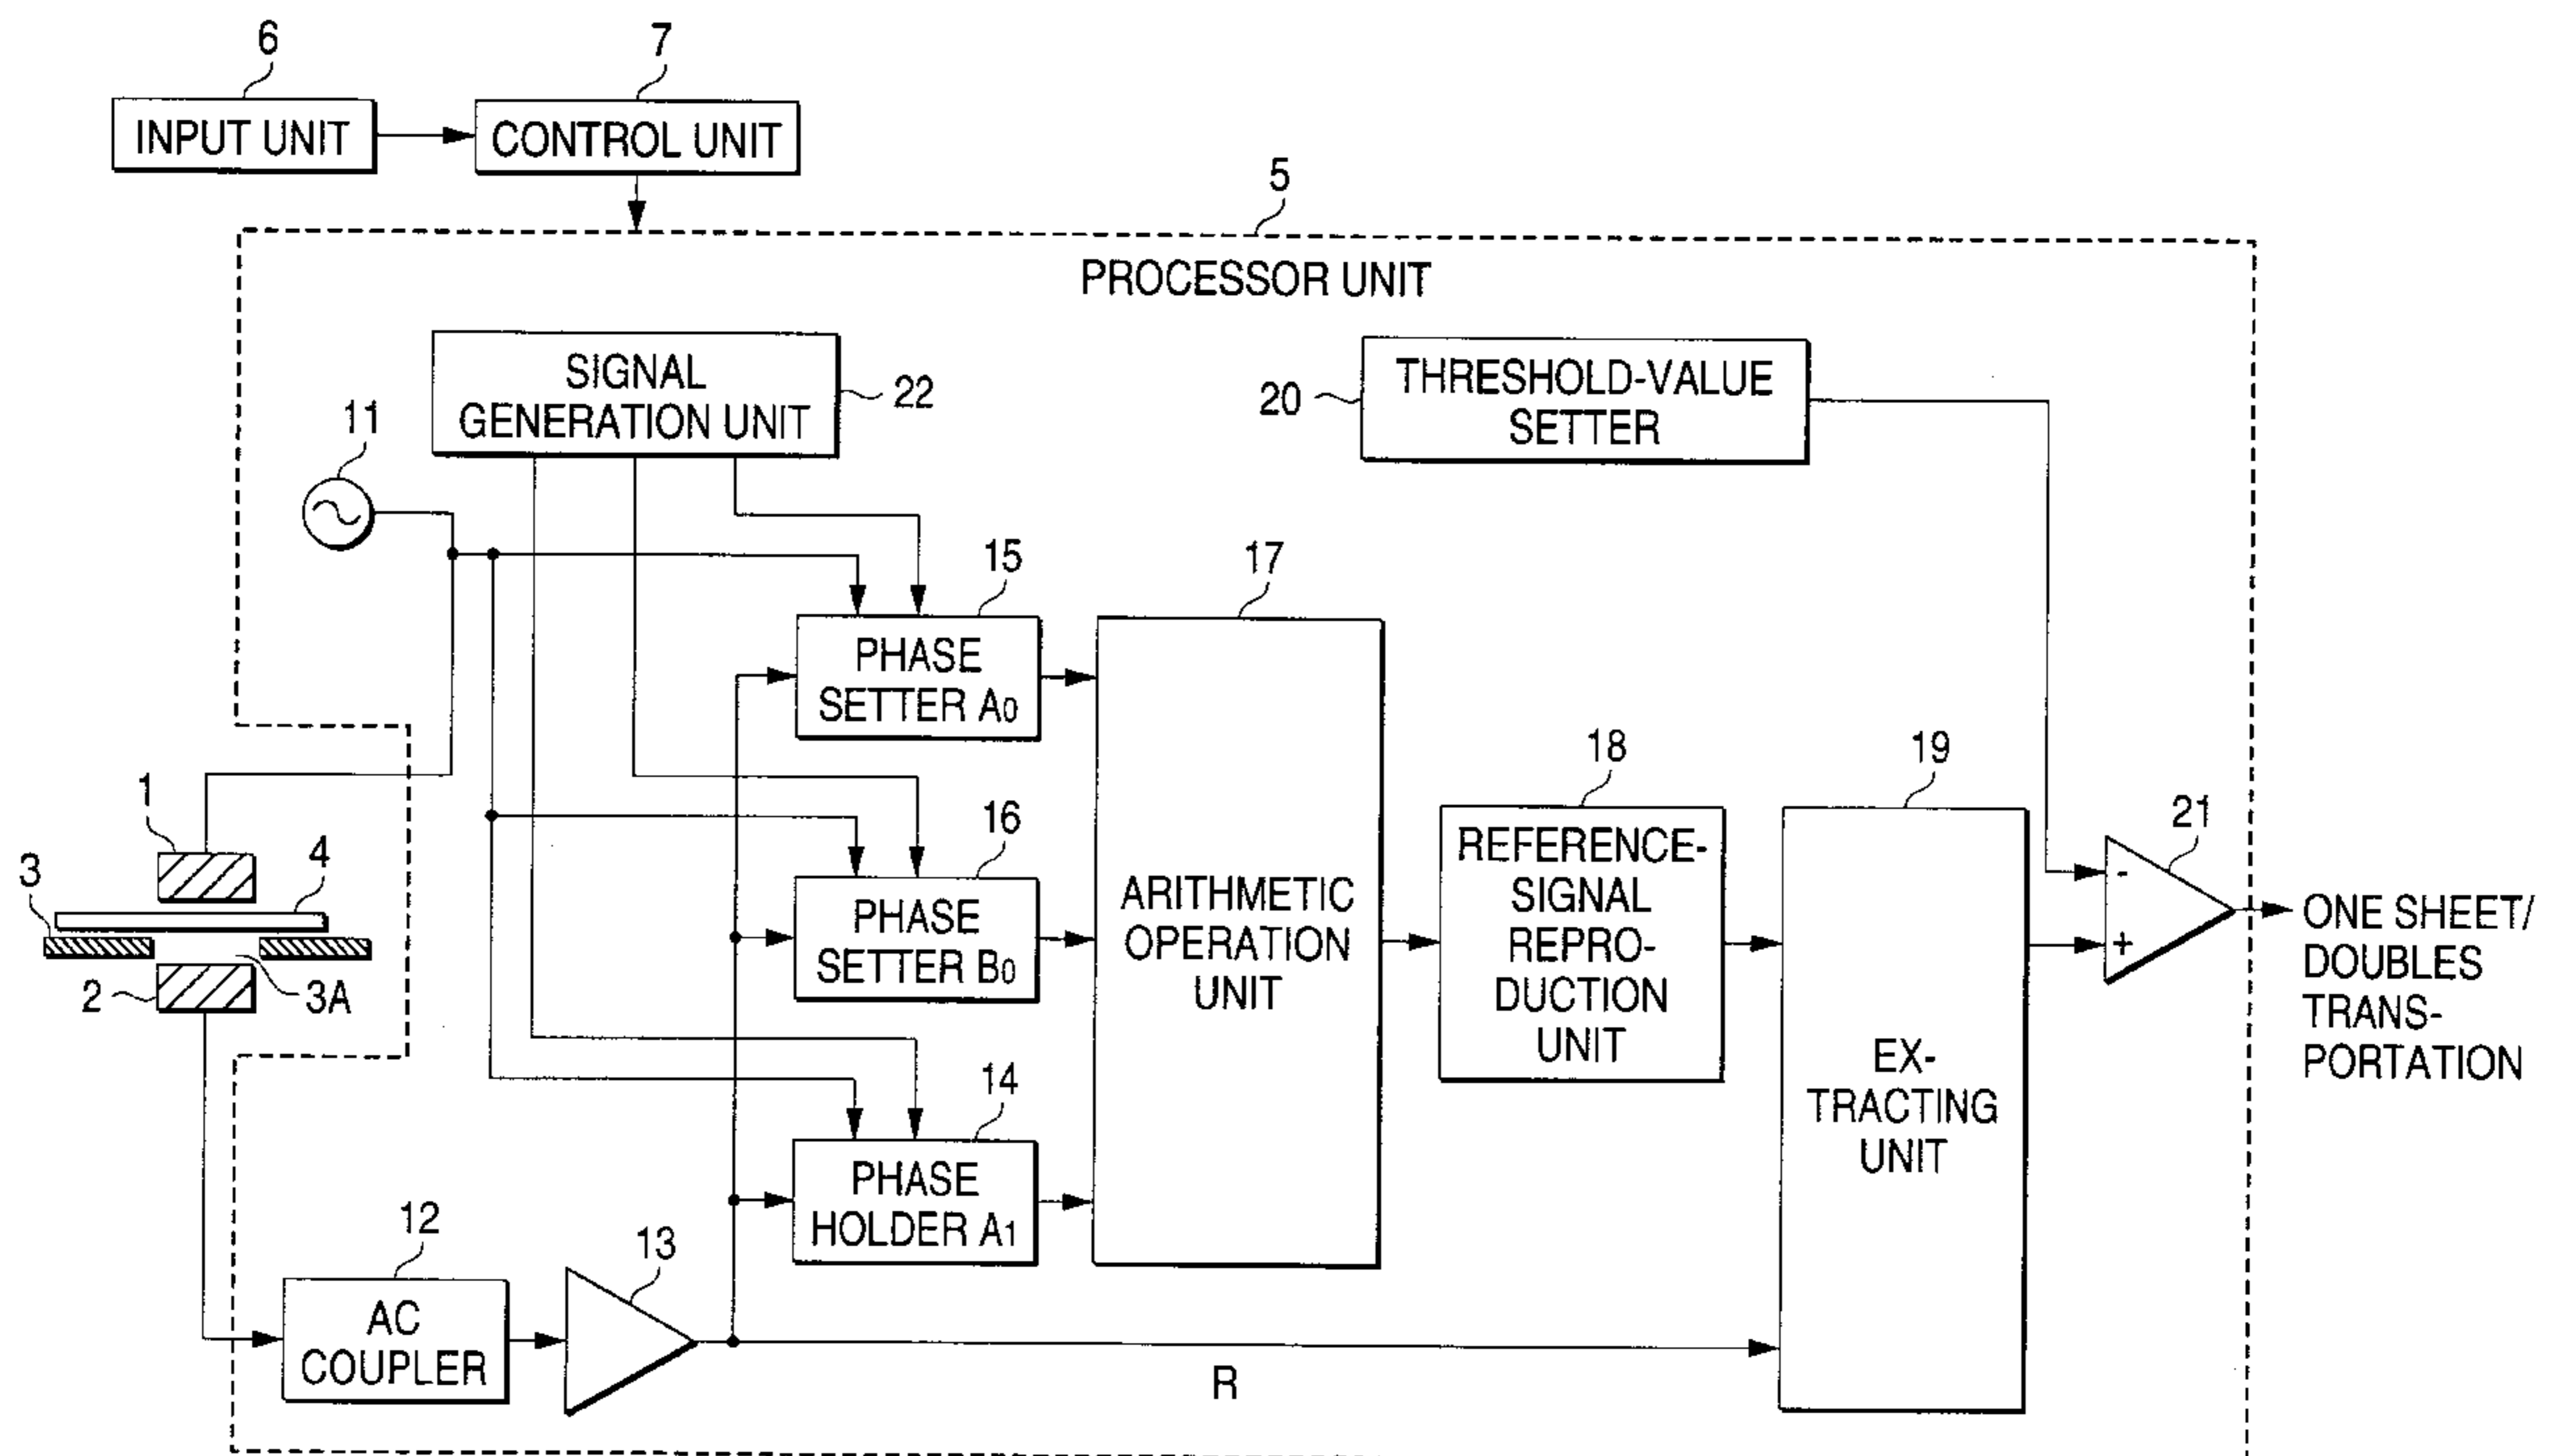 6
7
INPUT UNIT
CONTROL UNIT
5
PROCESSOR UNIT
SIGNAL
GENERATION UNIT
22
THRESHOLD-VALUE
SETTER
20
11
15
17
PHASE
SETTER A0
18
19
1
16
21
REFERENCE-
SIGNAL
REPRO-
DUCTION
UNIT
3
4
PHASE
SETTER B0
ARITHMETIC
OPERATION
UNIT
-
+
ONE SHEET/
DOUBLES
TRANS-
PORTATION
2
3A
14
EX-
TRACTING
UNIT
PHASE
HOLDER A1
12
13
AC
COUPLER
R